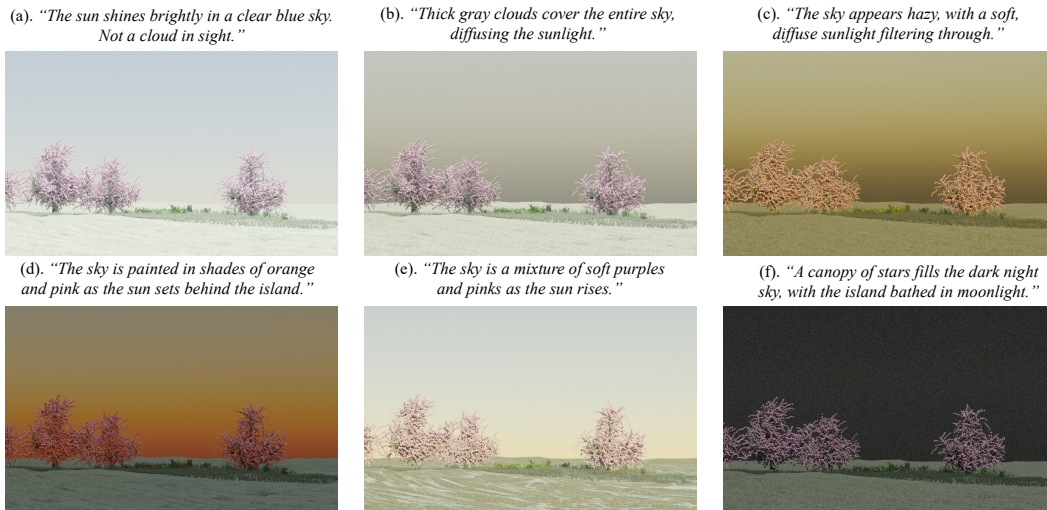 (a). “The sun shines brightly in a clear blue sky.
Not a cloud in sight.”
(b). “Thick gray clouds cover the entire sky,
diffusing the sunlight.”
(c). “The sky appears hazy, with a soft,
diffuse sunlight filtering through.”
(d). “The sky is painted in shades of orange
and pink as the sun sets behind the island.”
(e). “The sky is a mixture of soft purples
and pinks as the sun rises.”
(f). “A canopy of stars fills the dark night
sky, with the island bathed in moonlight.”